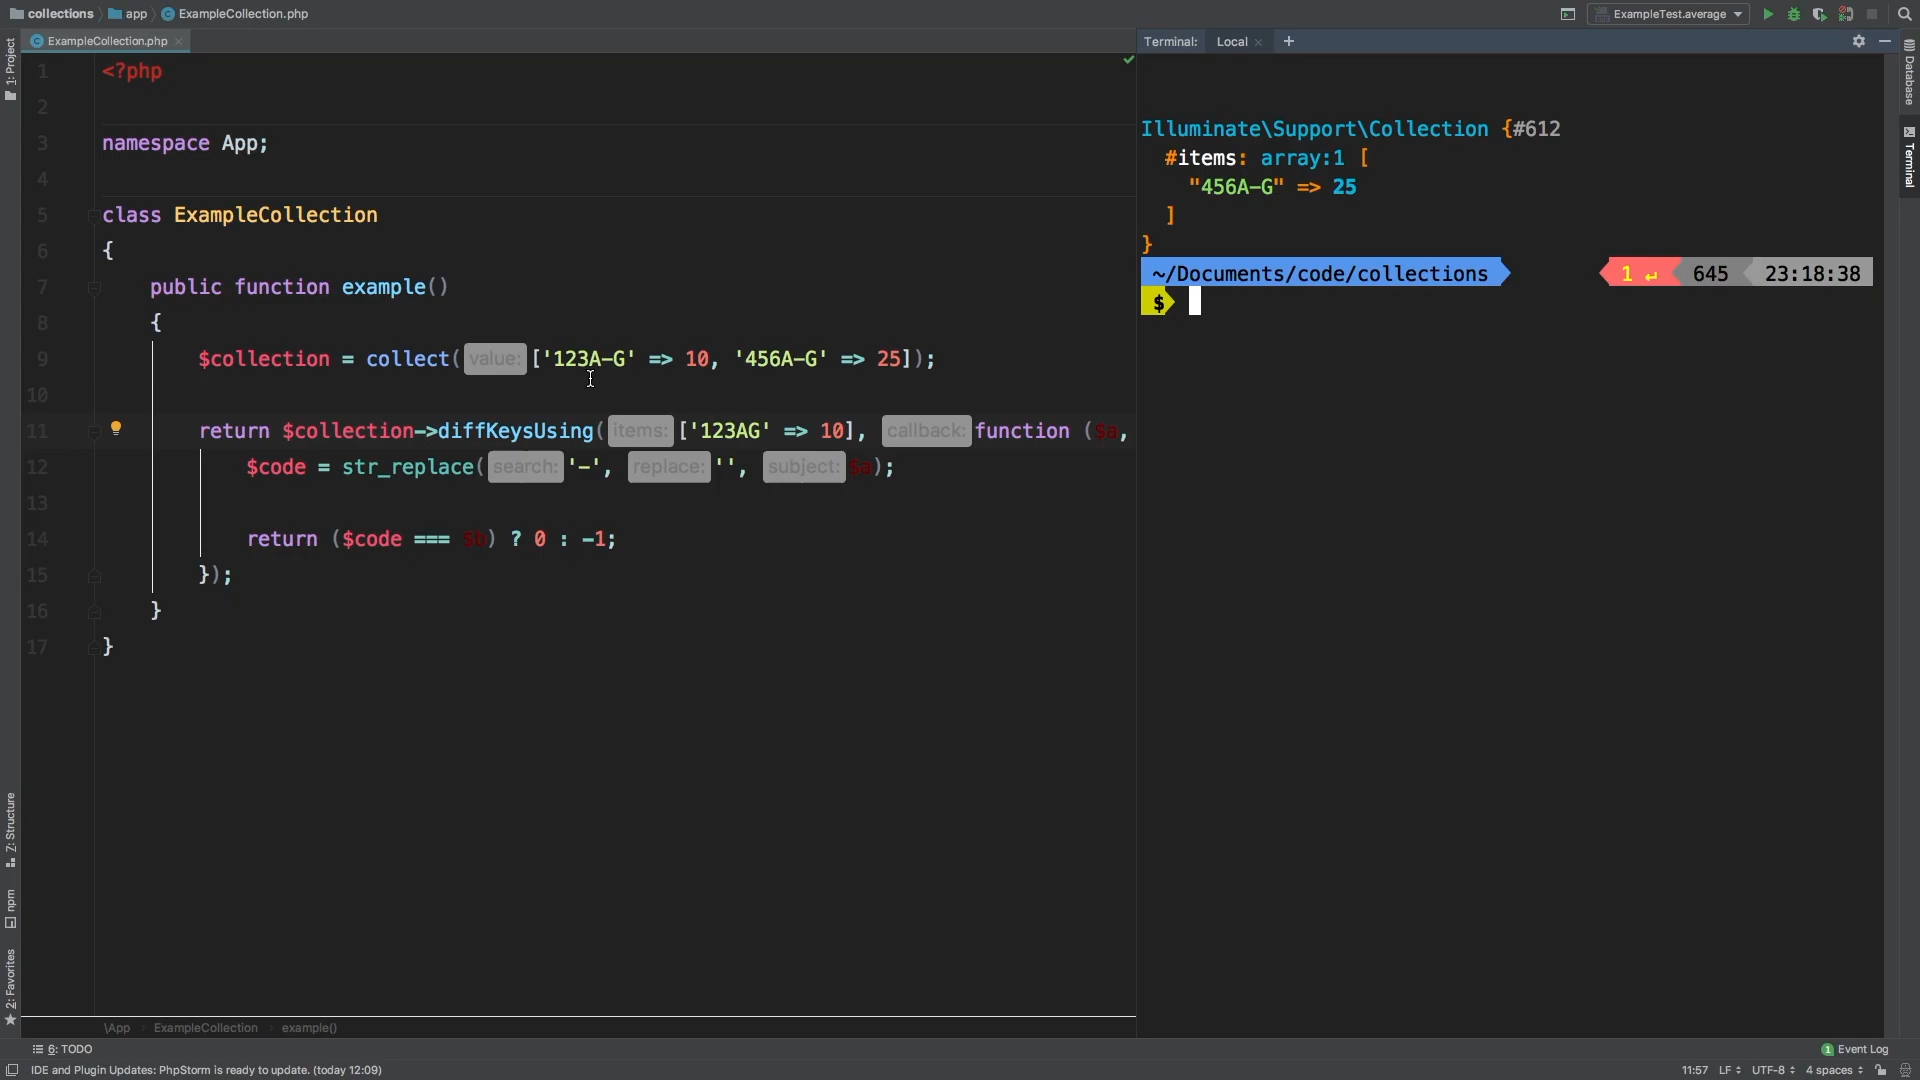 collections app ExampleCollection.php ExampleTest.average
ExampleCollection.php Terminal: Local
1: Project
Database
Terminal
1 <?php
2
3 namespace App;
4
5 class ExampleCollection
6 {
7 public function example()
8 {
9 $collection = collect( value: ['123A-G' => 10, '456A-G' => 25]);
10
11 return $collection->diffKeysUsing( items: ['123AG' => 10], callback: function ($a,
12 $code = str_replace( search: '-', replace: '', subject: $a);
13
14 return ($code === $b) ? 0 : -1;
15 });
16 }
17 }
Illuminate\Support\Collection {#612
#items: array:1 [
"456A-G" => 25
]
}
~/Documents/code/collections 1 ↵ 645 23:18:38
$
7: Structure
npm
2: Favorites
\App ExampleCollection example()
6: TODO 1 Event Log
IDE and Plugin Updates: PhpStorm is ready to update. (today 12:09) 11:57 LF UTF-8 4 spaces